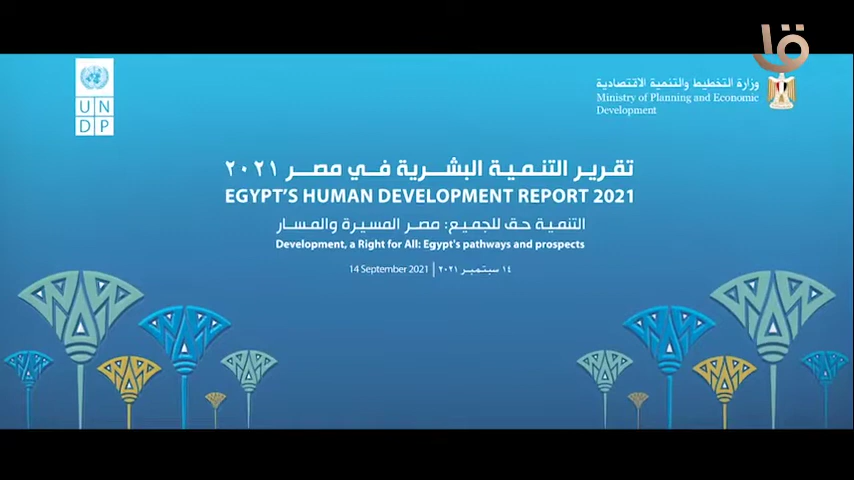 UN
DP
وزارة التخطيط والتنمية الاقتصادية
Ministry of Planning and Economic
Development
تقرير التنمية البشرية في مصر ٢٠٢١
EGYPT'S HUMAN DEVELOPMENT REPORT 2021
التنمية حق للجميع: مصر المسيرة والمسار
Development, a Right for All: Egypt's pathways and prospects
14 September 2021 | ١٤ سبتمبر ٢٠٢١